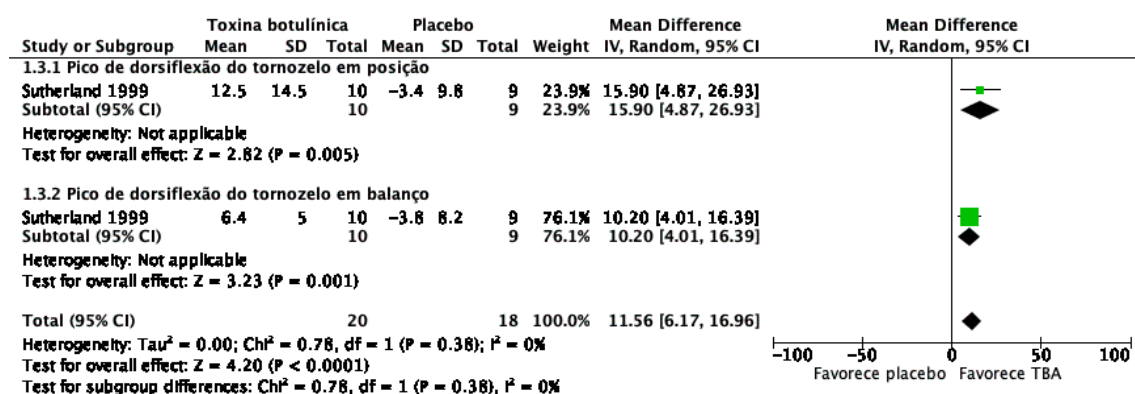 Toxina botulínica Placebo Mean Difference Mean Difference
Study or Subgroup Mean SD Total Mean SD Total Weight IV, Random, 95% CI IV, Random, 95% CI
1.3.1 Pico de dorsiflexão do tornozelo em posição
Sutherland 1999 12.5 14.5 10 −3.4 9.8 9 23.9% 15.90 [4.87, 26.93]
Subtotal (95% CI) 10 9 23.9% 15.90 [4.87, 26.93]
Heterogeneity: Not applicable
Test for overall effect: Z = 2.82 (P = 0.005)
1.3.2 Pico de dorsiflexão do tornozelo em balanço
Sutherland 1999 6.4 5 10 −3.8 8.2 9 76.1% 10.20 [4.01, 16.39]
Subtotal (95% CI) 10 9 76.1% 10.20 [4.01, 16.39]
Heterogeneity: Not applicable
Test for overall effect: Z = 3.23 (P = 0.001)
Total (95% CI) 20 18 100.0% 11.56 [6.17, 16.96]
Heterogeneity: Tau² = 0.00; Chi² = 0.78, df = 1 (P = 0.38); I² = 0%
Test for overall effect: Z = 4.20 (P < 0.0001)
Test for subgroup differences: Chi² = 0.78, df = 1 (P = 0.38), I² = 0%
−100 −50 0 50 100
Favorece placebo Favorece TBA